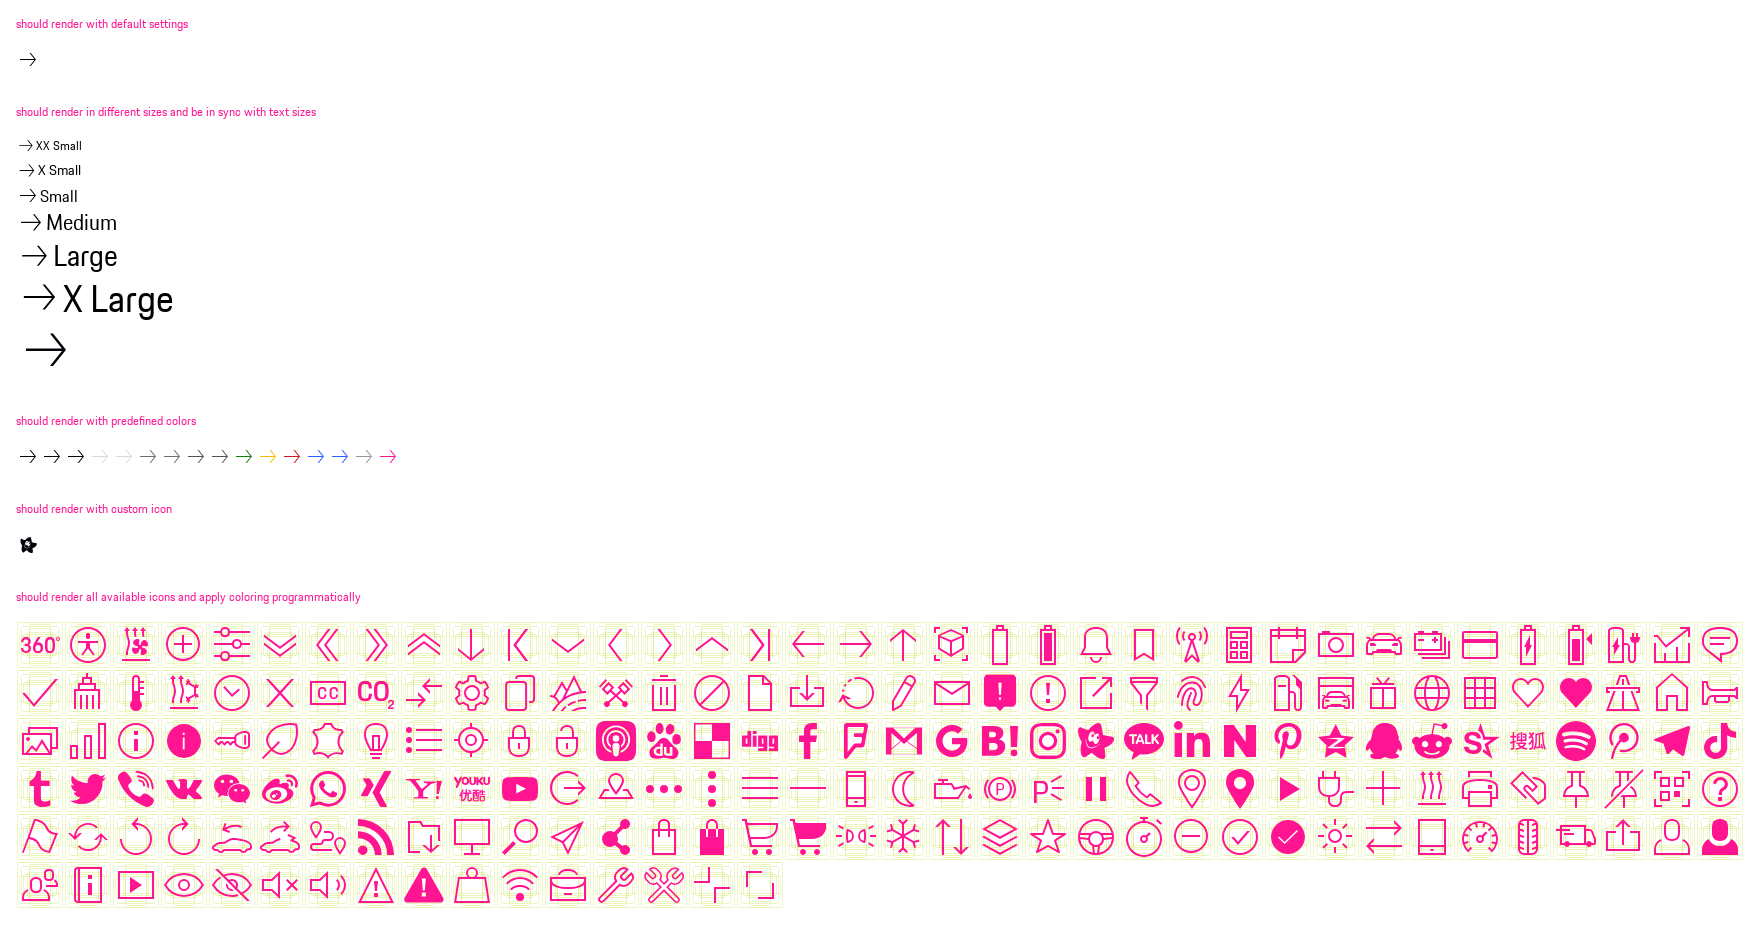 should render with default settings
should render in different sizes and be in sync with text sizes
XX Small
X Small
Small
Medium
Large
X Large
should render with predefined colors
should render with custom icon
should render all available icons and apply coloring programmatically
360°
CC CO2
du digg G B! N TALK in N S 搜狐
t Y! YOUKU P P
优酷